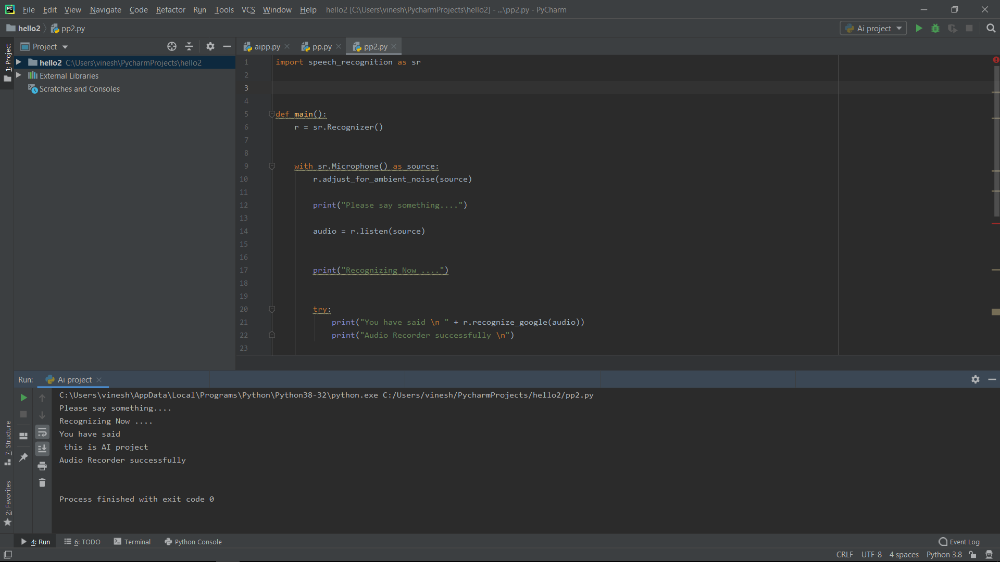 File Edit View Navigate Code Refactor Run Tools VCS Window Help hello2 [C:\Users\vinesh\PycharmProjects\hello2] - ...\pp2.py - PyCharm
hello2 pp2.py Ai project
1: Project
Project
aipp.py pp.py pp2.py
hello2 C:\Users\vinesh\PycharmProjects\hello2
External Libraries
Scratches and Consoles
1 import speech_recognition as sr
2
3
4
5 def main():
6 r = sr.Recognizer()
7
8
9 with sr.Microphone() as source:
10 r.adjust_for_ambient_noise(source)
11
12 print("Please say something....")
13
14 audio = r.listen(source)
15
16
17 print("Recognizing Now ....")
18
19
20 try:
21 print("You have said \n " + r.recognize_google(audio))
22 print("Audio Recorder successfully \n")
23
Run: Ai project
C:\Users\vinesh\AppData\Local\Programs\Python\Python38-32\python.exe C:/Users/vinesh/PycharmProjects/hello2/pp2.py
Please say something....
Recognizing Now ....
You have said
this is AI project
Audio Recorder successfully
Process finished with exit code 0
7: Structure
2: Favorites
4: Run 6: TODO Terminal Python Console Event Log
CRLF UTF-8 4 spaces Python 3.8